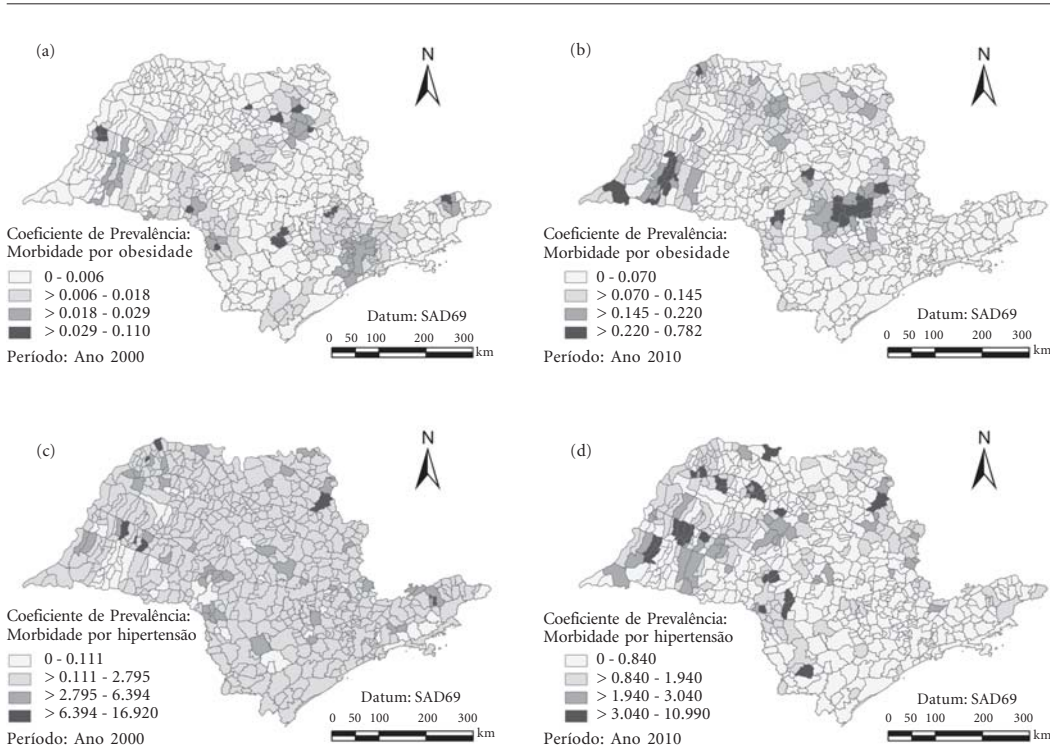 (a)
N
Coeficiente de Prevalência:
Morbidade por obesidade
0 - 0.006
> 0.006 - 0.018
> 0.018 - 0.029
> 0.029 - 0.110
Período: Ano 2000
Datum: SAD69
0 50 100 200 300
km
(b)
N
Coeficiente de Prevalência:
Morbidade por obesidade
0 - 0.070
> 0.070 - 0.145
> 0.145 - 0.220
> 0.220 - 0.782
Período: Ano 2010
Datum: SAD69
0 50 100 200 300
km
(c)
N
Coeficiente de Prevalência:
Morbidade por hipertensão
0 - 0.111
> 0.111 - 2.795
> 2.795 - 6.394
> 6.394 - 16.920
Período: Ano 2000
Datum: SAD69
0 50 100 200 300
km
(d)
N
Coeficiente de Prevalência:
Morbidade por hipertensão
0 - 0.840
> 0.840 - 1.940
> 1.940 - 3.040
> 3.040 - 10.990
Período: Ano 2010
Datum: SAD69
0 50 100 200 300
km